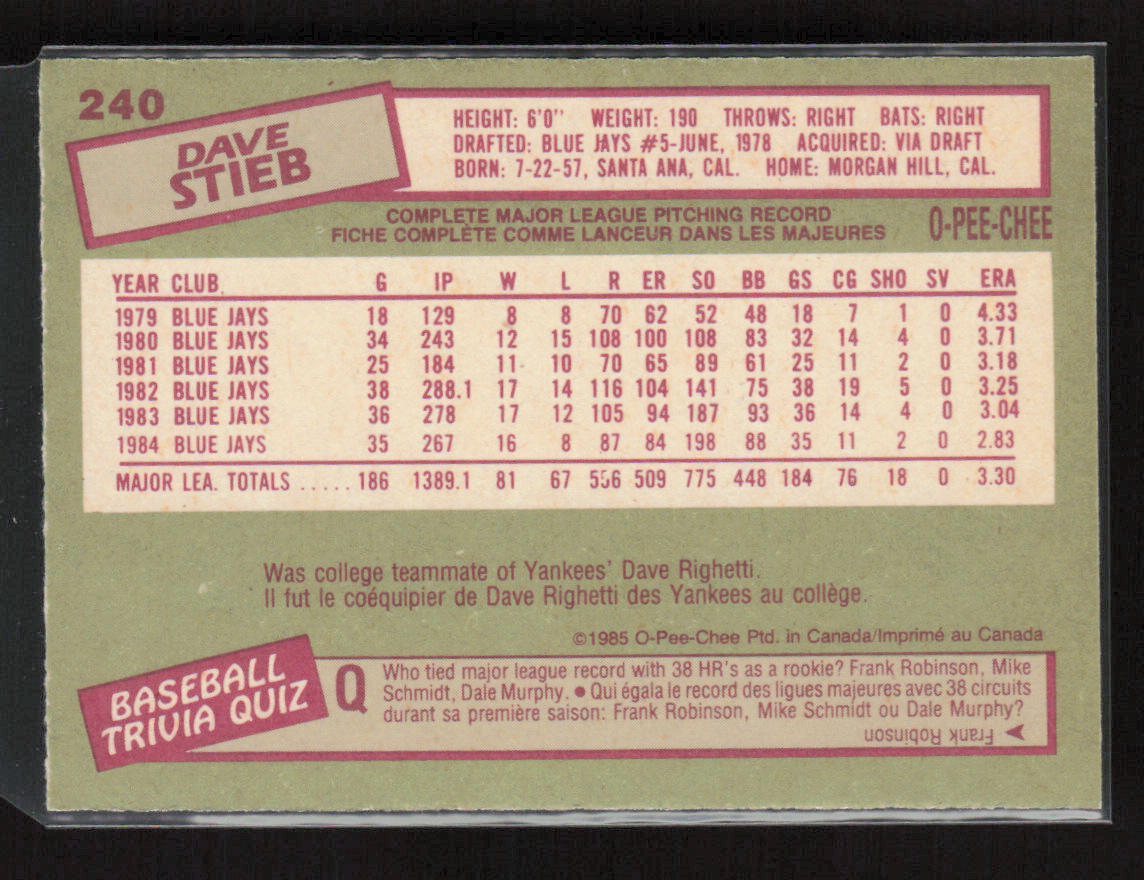 240
DAVE
STIEB
HEIGHT: 6'0" WEIGHT: 190 THROWS: RIGHT BATS: RIGHT
DRAFTED: BLUE JAYS #5-JUNE, 1978 ACQUIRED: VIA DRAFT
BORN: 7-22-57, SANTA ANA, CAL. HOME: MORGAN HILL, CAL.
COMPLETE MAJOR LEAGUE PITCHING RECORD
FICHE COMPLÈTE COMME LANCEUR DANS LES MAJEURES
O-PEE-CHEE
YEAR CLUB. G IP W L R ER SO BB GS CG SHO SV ERA
1979 BLUE JAYS 18 129 8 8 70 62 52 48 18 7 1 0 4.33
1980 BLUE JAYS 34 243 12 15 108 100 108 83 32 14 4 0 3.71
1981 BLUE JAYS 25 184 11 10 70 65 89 61 25 11 2 0 3.18
1982 BLUE JAYS 38 288.1 17 14 116 104 141 75 38 19 5 0 3.25
1983 BLUE JAYS 36 278 17 12 105 94 187 93 36 14 4 0 3.04
1984 BLUE JAYS 35 267 16 8 87 84 198 88 35 11 2 0 2.83
MAJOR LEA. TOTALS ..... 186 1389.1 81 67 556 509 775 448 184 76 18 0 3.30
Was college teammate of Yankees' Dave Righetti.
Il fut le coéquipier de Dave Righetti des Yankees au collège.
©1985 O-Pee-Chee Ptd. in Canada/Imprimé au Canada
BASEBALL
TRIVIA QUIZ
Q
Who tied major league record with 38 HR's as a rookie? Frank Robinson, Mike
Schmidt, Dale Murphy. • Qui égala le record des ligues majeures avec 38 circuits
durant sa première saison: Frank Robinson, Mike Schmidt ou Dale Murphy?
Frank Robinson